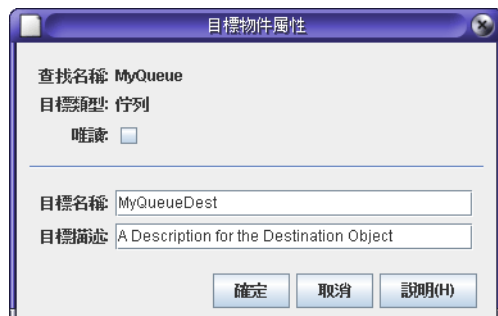 目標物件屬性
查找名稱: MyQueue
目標類型: 佇列
唯讀:
目標名稱: MyQueueDest
目標描述: A Description for the Destination Object
確定 取消 說明(H)